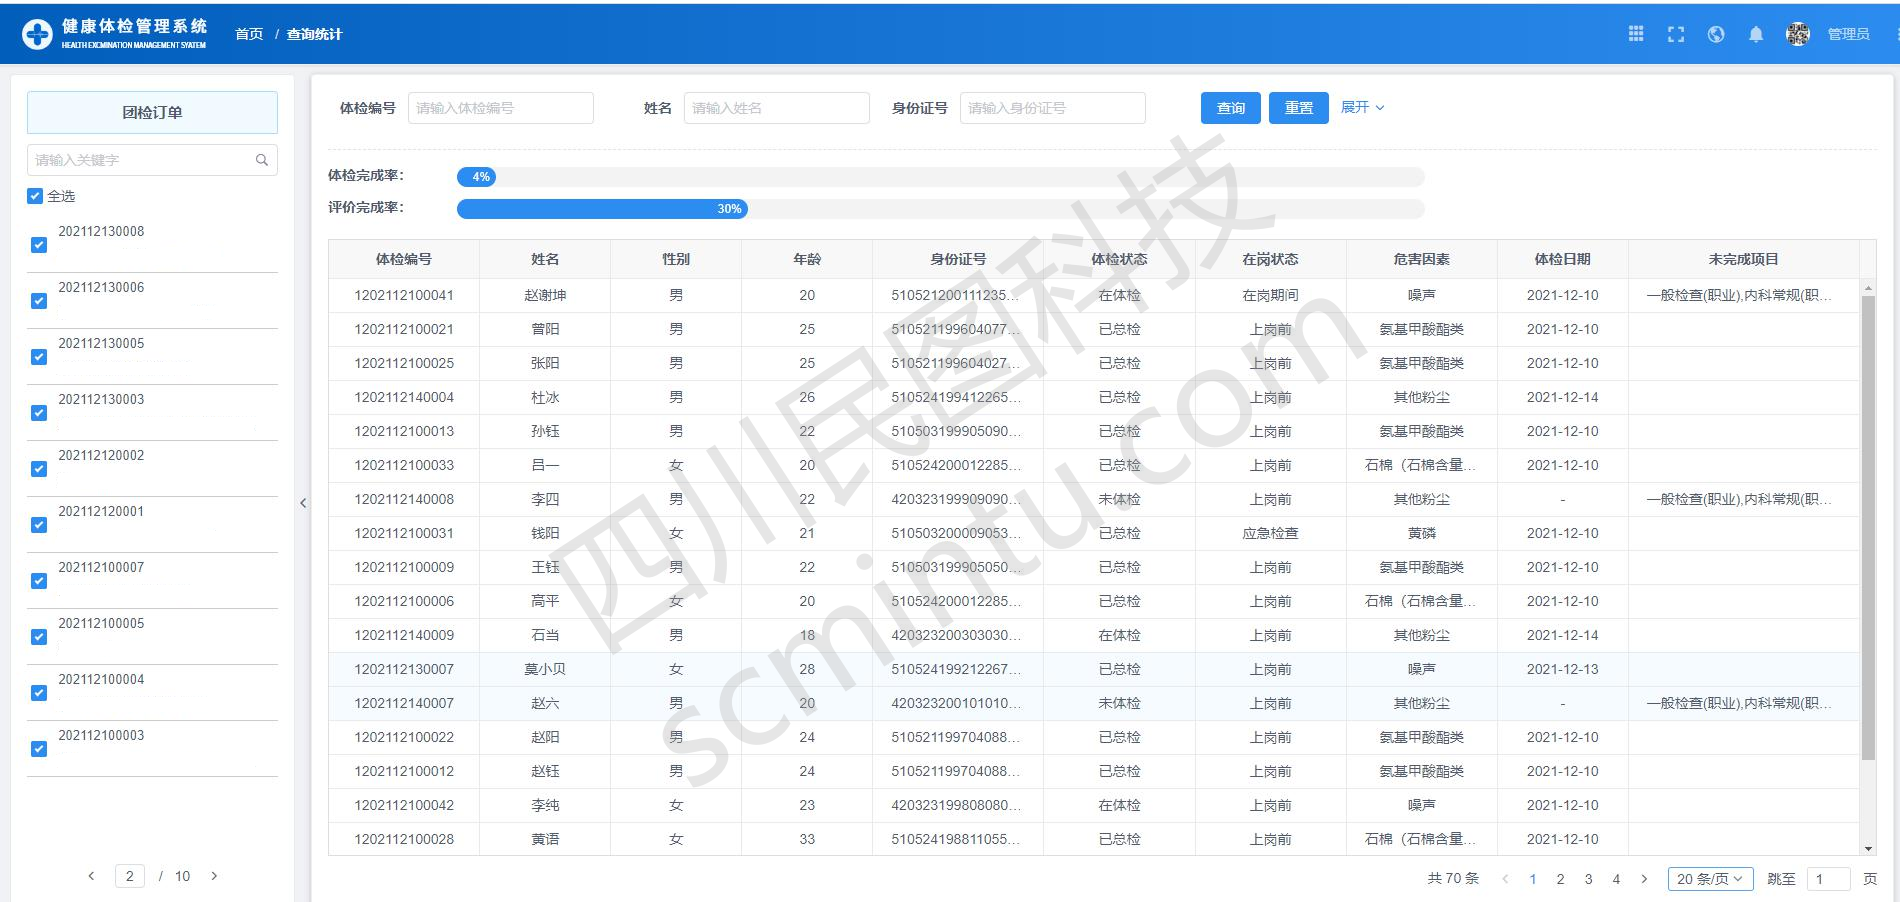 健康体检管理系统
HEALTH EXCMINATION MANAGEMENT SYATEM
首页 / 查询统计
管理员
团检订单
请输入关键字
全选
202112130008
202112130006
202112130005
202112130003
202112120002
202112120001
202112100007
202112100005
202112100004
202112100003
2 / 10
体检编号 请输入体检编号 姓名 请输入姓名 身份证号 请输入身份证号 查询 重置 展开
体检完成率： 4%
评价完成率： 30%
体检编号 姓名 性别 年龄 身份证号 体检状态 在岗状态 危害因素 体检日期 未完成项目
1202112100041 赵谢坤 男 20 510521200111235... 在体检 在岗期间 噪声 2021-12-10 一般检查(职业),内科常规(职...
1202112100021 曾阳 男 25 510521199604077... 已总检 上岗前 氨基甲酸酯类 2021-12-10
1202112100025 张阳 男 25 510521199604027... 已总检 上岗前 氨基甲酸酯类 2021-12-10
1202112140004 杜冰 男 26 510524199412265... 已总检 上岗前 其他粉尘 2021-12-14
1202112100013 孙钰 男 22 510503199905090... 已总检 上岗前 氨基甲酸酯类 2021-12-10
1202112100033 吕一 女 20 510524200012285... 已总检 上岗前 石棉（石棉含量... 2021-12-10
1202112140008 李四 男 22 420323199909090... 未体检 上岗前 其他粉尘 - 一般检查(职业),内科常规(职...
1202112100031 钱阳 女 21 510503200009053... 已总检 应急检查 黄磷 2021-12-10
1202112100009 王钰 男 22 510503199905050... 已总检 上岗前 氨基甲酸酯类 2021-12-10
1202112100006 高平 女 20 510524200012285... 已总检 上岗前 石棉（石棉含量... 2021-12-10
1202112140009 石当 男 18 420323200303030... 在体检 上岗前 其他粉尘 2021-12-14
1202112130007 莫小贝 女 28 510524199212267... 已总检 上岗前 噪声 2021-12-13
1202112140007 赵六 男 20 420323200101010... 未体检 上岗前 其他粉尘 - 一般检查(职业),内科常规(职...
1202112100022 赵阳 男 24 510521199704088... 已总检 上岗前 氨基甲酸酯类 2021-12-10
1202112100012 赵钰 男 24 510521199704088... 已总检 上岗前 氨基甲酸酯类 2021-12-10
1202112100042 李纯 女 23 420323199808080... 在体检 上岗前 噪声 2021-12-10
1202112100028 黄语 女 33 510524198811055... 已总检 上岗前 石棉（石棉含量... 2021-12-10
共 70 条 1 2 3 4 20 条/页 跳至 1 页
四川民图科技
scmintu.com